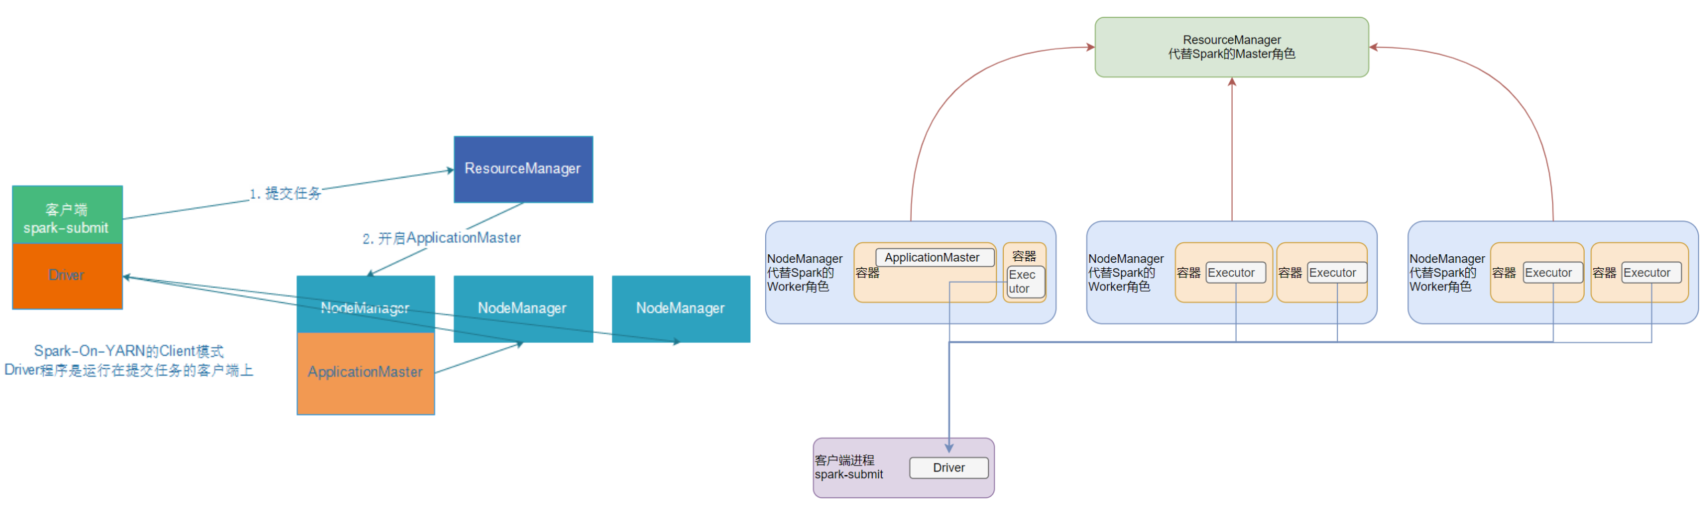 客户端
spark-submit
Driver
1. 提交任务
ResourceManager
2. 开启ApplicationMaster
NodeManager
NodeManager
NodeManager
ApplicationMaster
Spark-On-YARN的Client模式
Driver程序是运行在提交任务的客户端上
ResourceManager
代替Spark的Master角色
NodeManager
代替Spark的
Worker角色
容器
ApplicationMaster
容器
Exec
utor
NodeManager
代替Spark的
Worker角色
容器
Executor
容器
Executor
NodeManager
代替Spark的
Worker角色
容器
Executor
容器
Executor
客户端进程
spark-submit
Driver